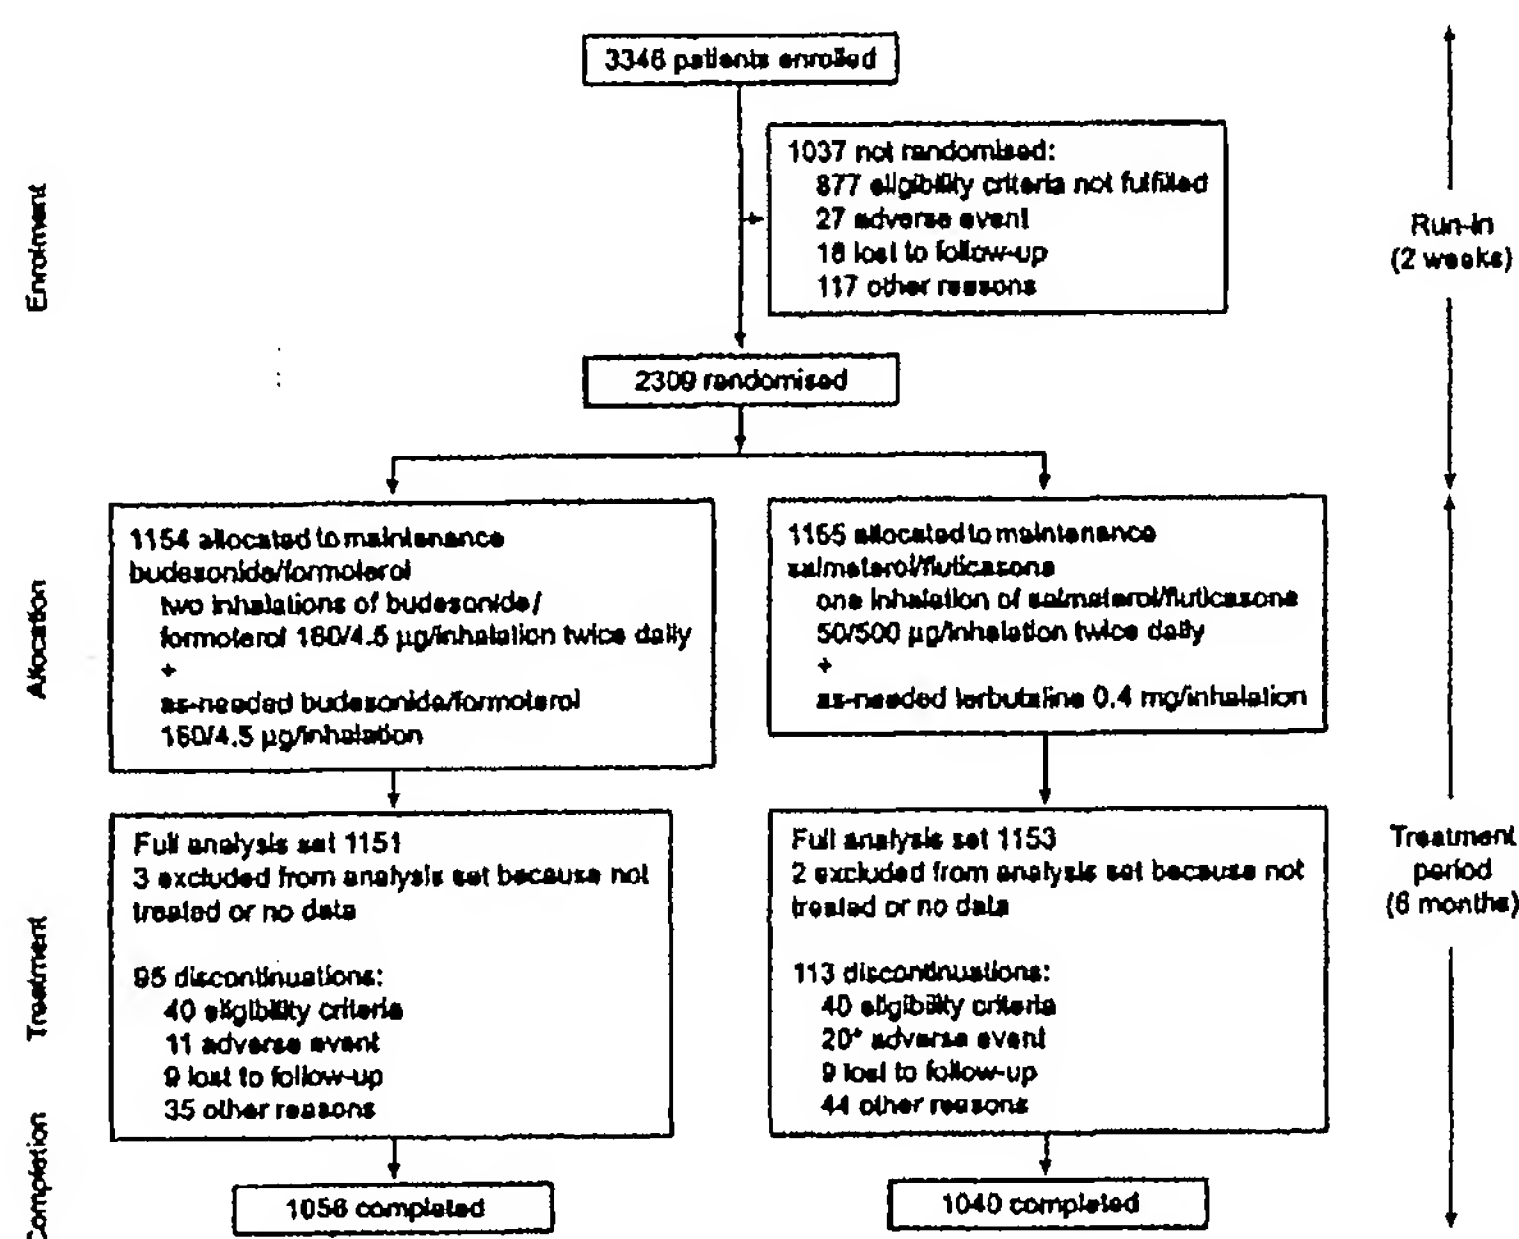 3346 patients enrolled
1037 not randomised:
877 eligibility criteria not fulfilled
27 adverse event
16 lost to follow-up
117 other reasons
Enrolment
Run-in
(2 weeks)
2309 randomised
1154 allocated to maintenance
budesonide/formoterol
two inhalations of budesonide/
formoterol 160/4.5 µg/inhalation twice daily
+
as-needed budesonide/formoterol
160/4.5 µg/inhalation
1155 allocated to maintenance
salmeterol/fluticasone
one inhalation of salmeterol/fluticasone
50/500 µg/inhalation twice daily
+
as-needed terbutaline 0.4 mg/inhalation
Allocation
Full analysis set 1151
3 excluded from analysis set because not
treated or no data
95 discontinuations:
40 eligibility criteria
11 adverse event
9 lost to follow-up
35 other reasons
Full analysis set 1153
2 excluded from analysis set because not
treated or no data
113 discontinuations:
40 eligibility criteria
20* adverse event
9 lost to follow-up
44 other reasons
Treatment
Treatment
period
(6 months)
1056 completed
1040 completed
Completion